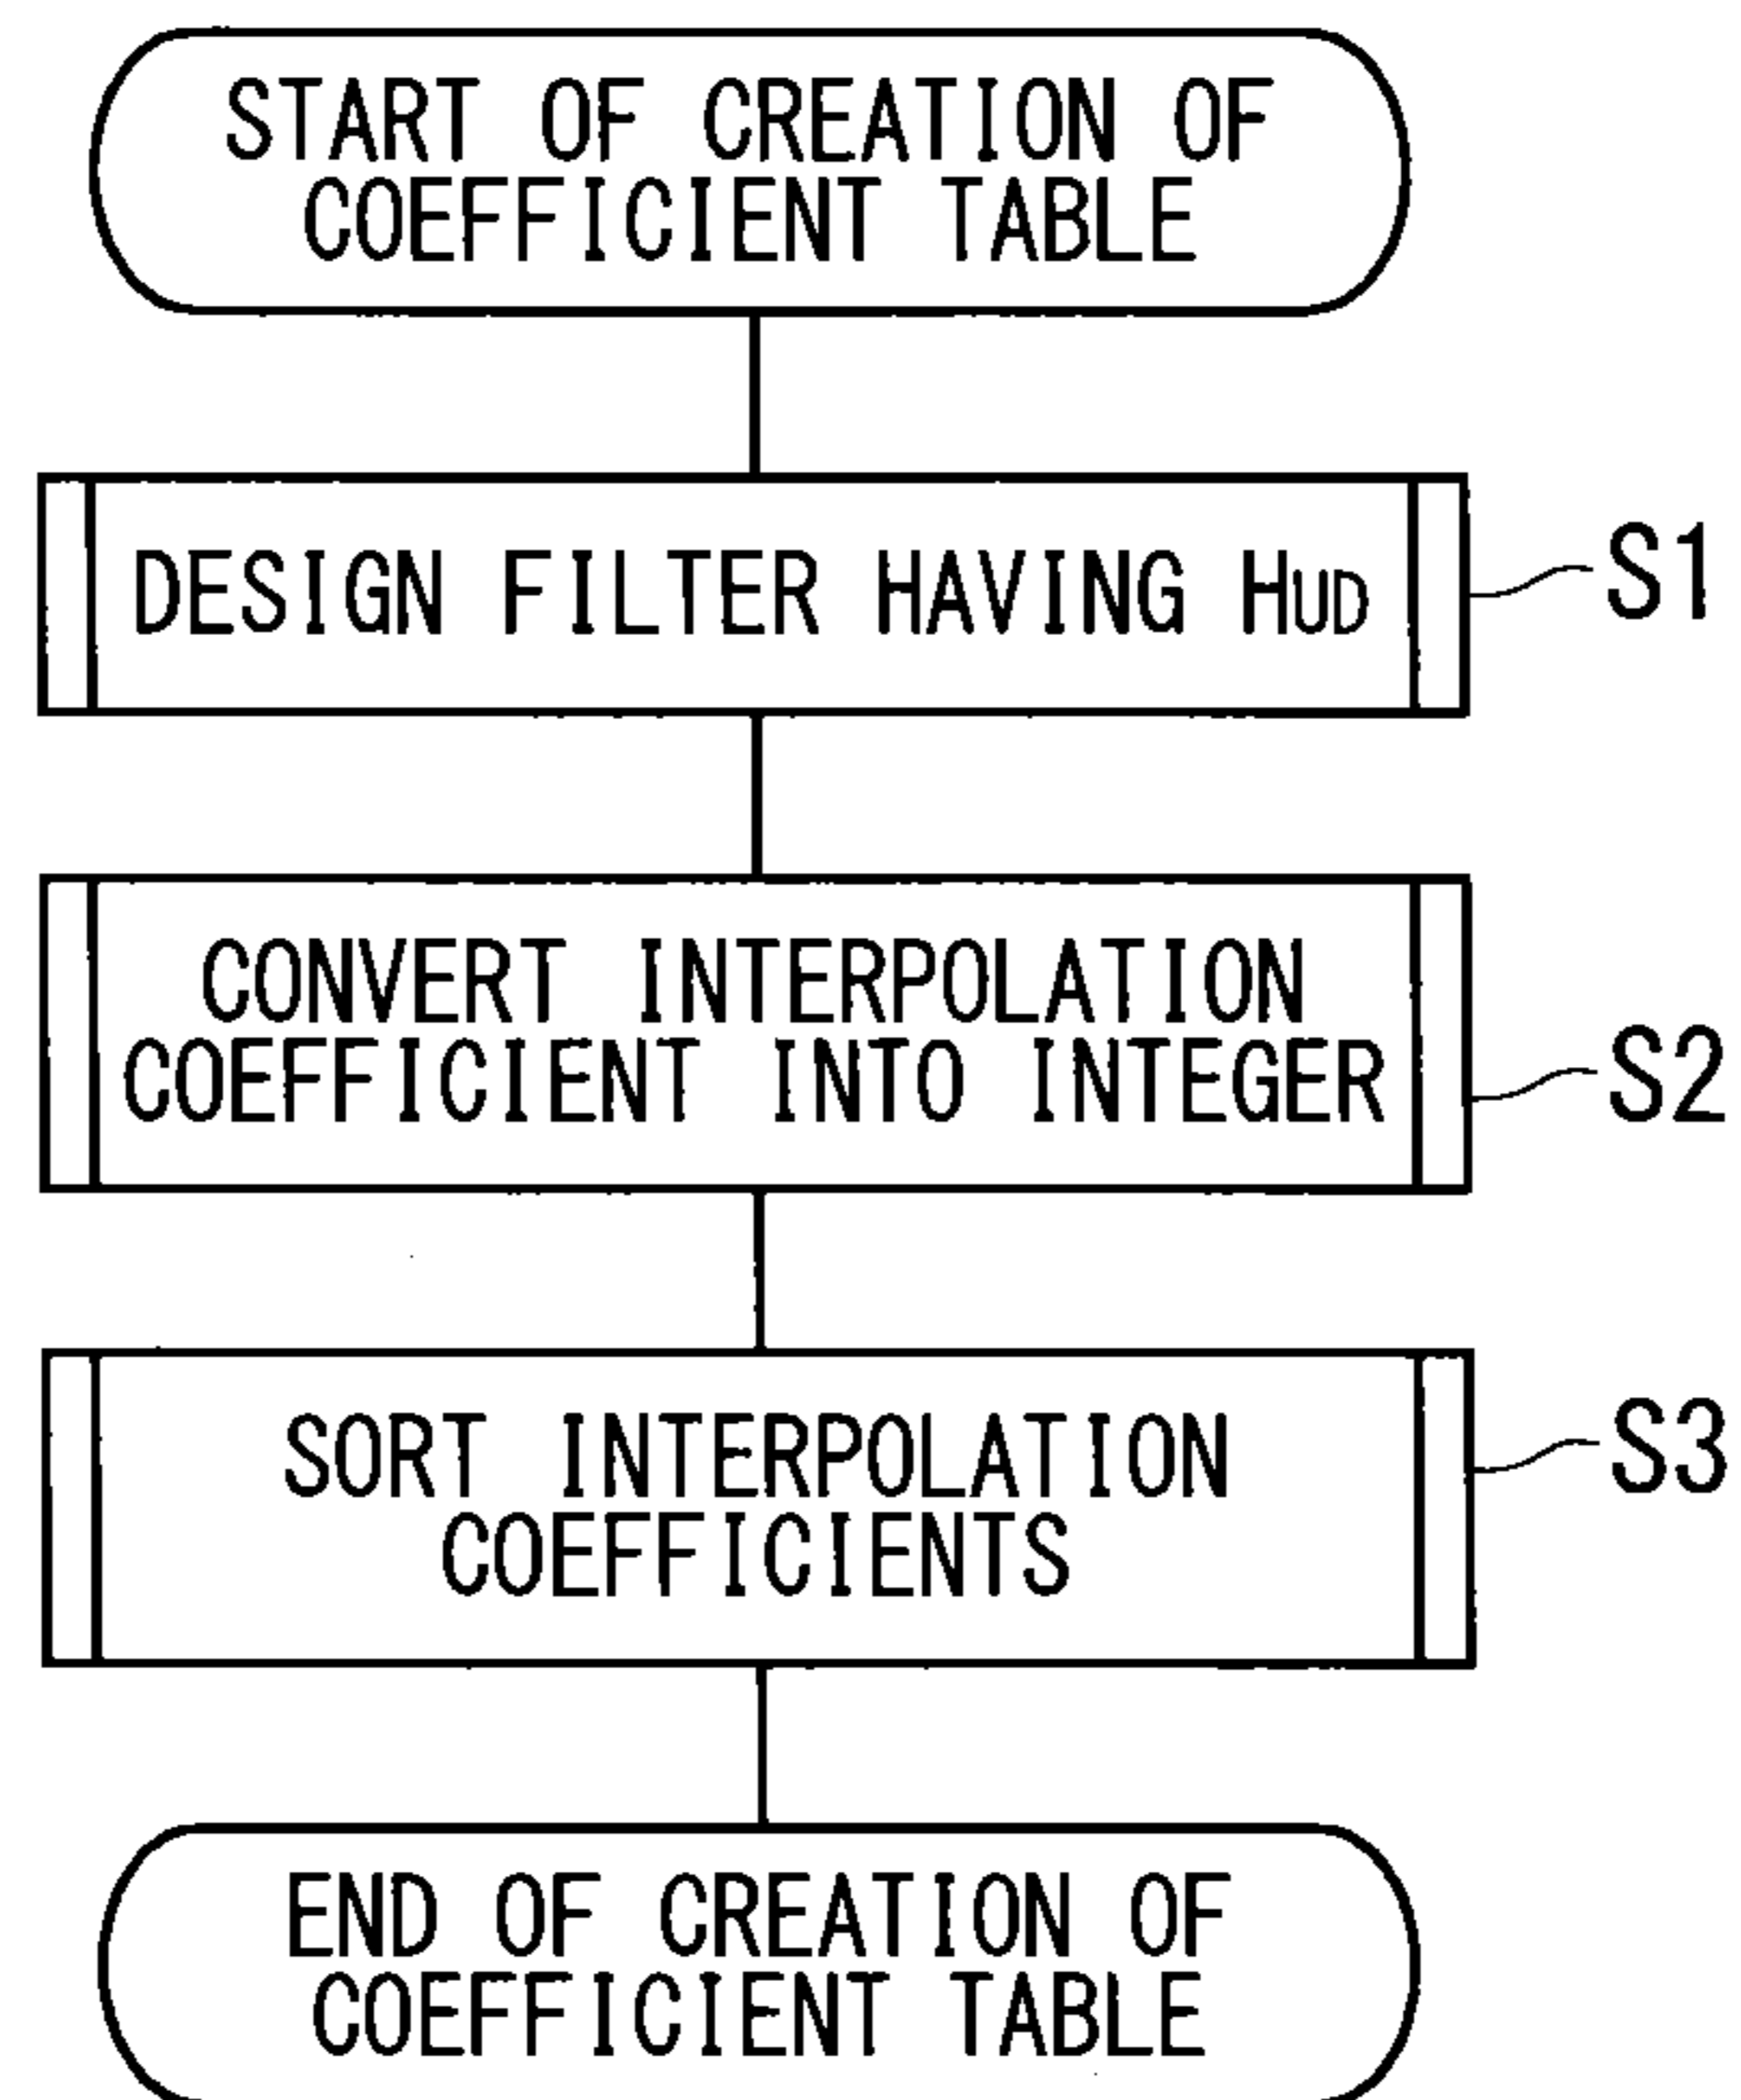 START OF CREATION OF
COEFFICIENT TABLE
DESIGN FILTER HAVING HUD
S1
CONVERT INTERPOLATION
COEFFICIENT INTO INTEGER
S2
SORT INTERPOLATION
COEFFICIENTS
S3
END OF CREATION OF
COEFFICIENT TABLE